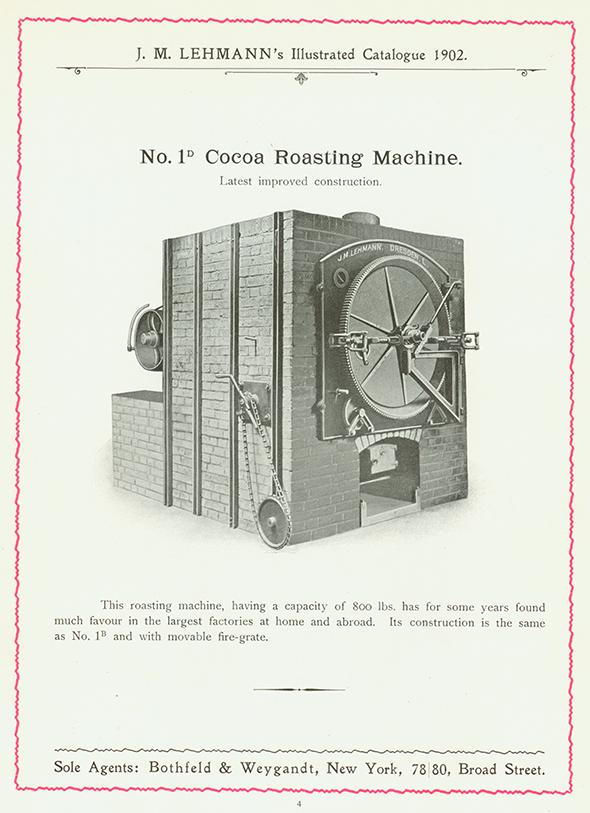 J. M. LEHMANN's Illustrated Catalogue 1902.
No. 1ᴰ Cocoa Roasting Machine.
Latest improved construction.
J.M. LEHMANN. DRESDEN
This roasting machine, having a capacity of 800 lbs. has for some years found
much favour in the largest factories at home and abroad. Its construction is the same
as No. 1ᴮ and with movable fire-grate.
Sole Agents: Bothfeld & Weygandt, New York, 78|80, Broad Street.
4